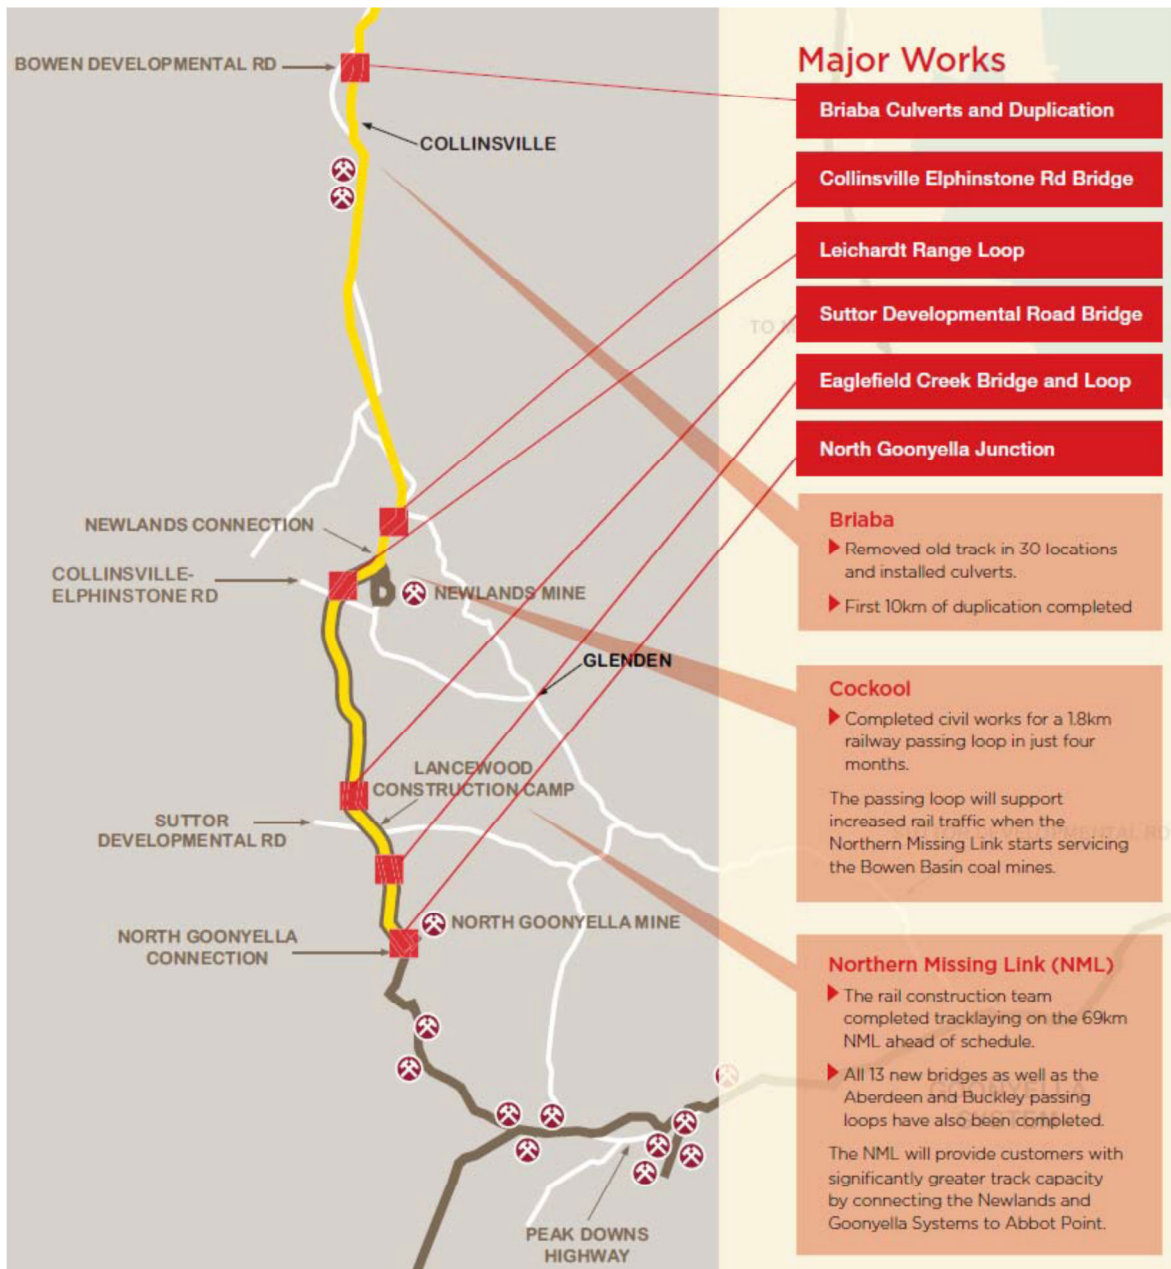 BOWEN DEVELOPMENTAL RD
COLLINSVILLE
NEWLANDS CONNECTION
COLLINSVILLE-
ELPHINSTONE RD
NEWLANDS MINE
GLENDEN
LANCEWOOD
CONSTRUCTION CAMP
SUTTOR
DEVELOPMENTAL RD
NORTH GOONYELLA MINE
NORTH GOONYELLA
CONNECTION
PEAK DOWNS
HIGHWAY
Major Works
Briaba Culverts and Duplication
Collinsville Elphinstone Rd Bridge
Leichardt Range Loop
TO
Suttor Developmental Road Bridge
Eaglefield Creek Bridge and Loop
North Goonyella Junction
Briaba
Removed old track in 30 locations
and installed culverts.
First 10km of duplication completed
Cockool
Completed civil works for a 1.8km
railway passing loop in just four
months.
The passing loop will support
increased rail traffic when the
Northern Missing Link starts servicing
the Bowen Basin coal mines.
Northern Missing Link (NML)
The rail construction team
completed tracklaying on the 69km
NML ahead of schedule.
All 13 new bridges as well as the
Aberdeen and Buckley passing
loops have also been completed.
The NML will provide customers with
significantly greater track capacity
by connecting the Newlands and
Goonyella Systems to Abbot Point.
GOONYELLA
SYSTEM